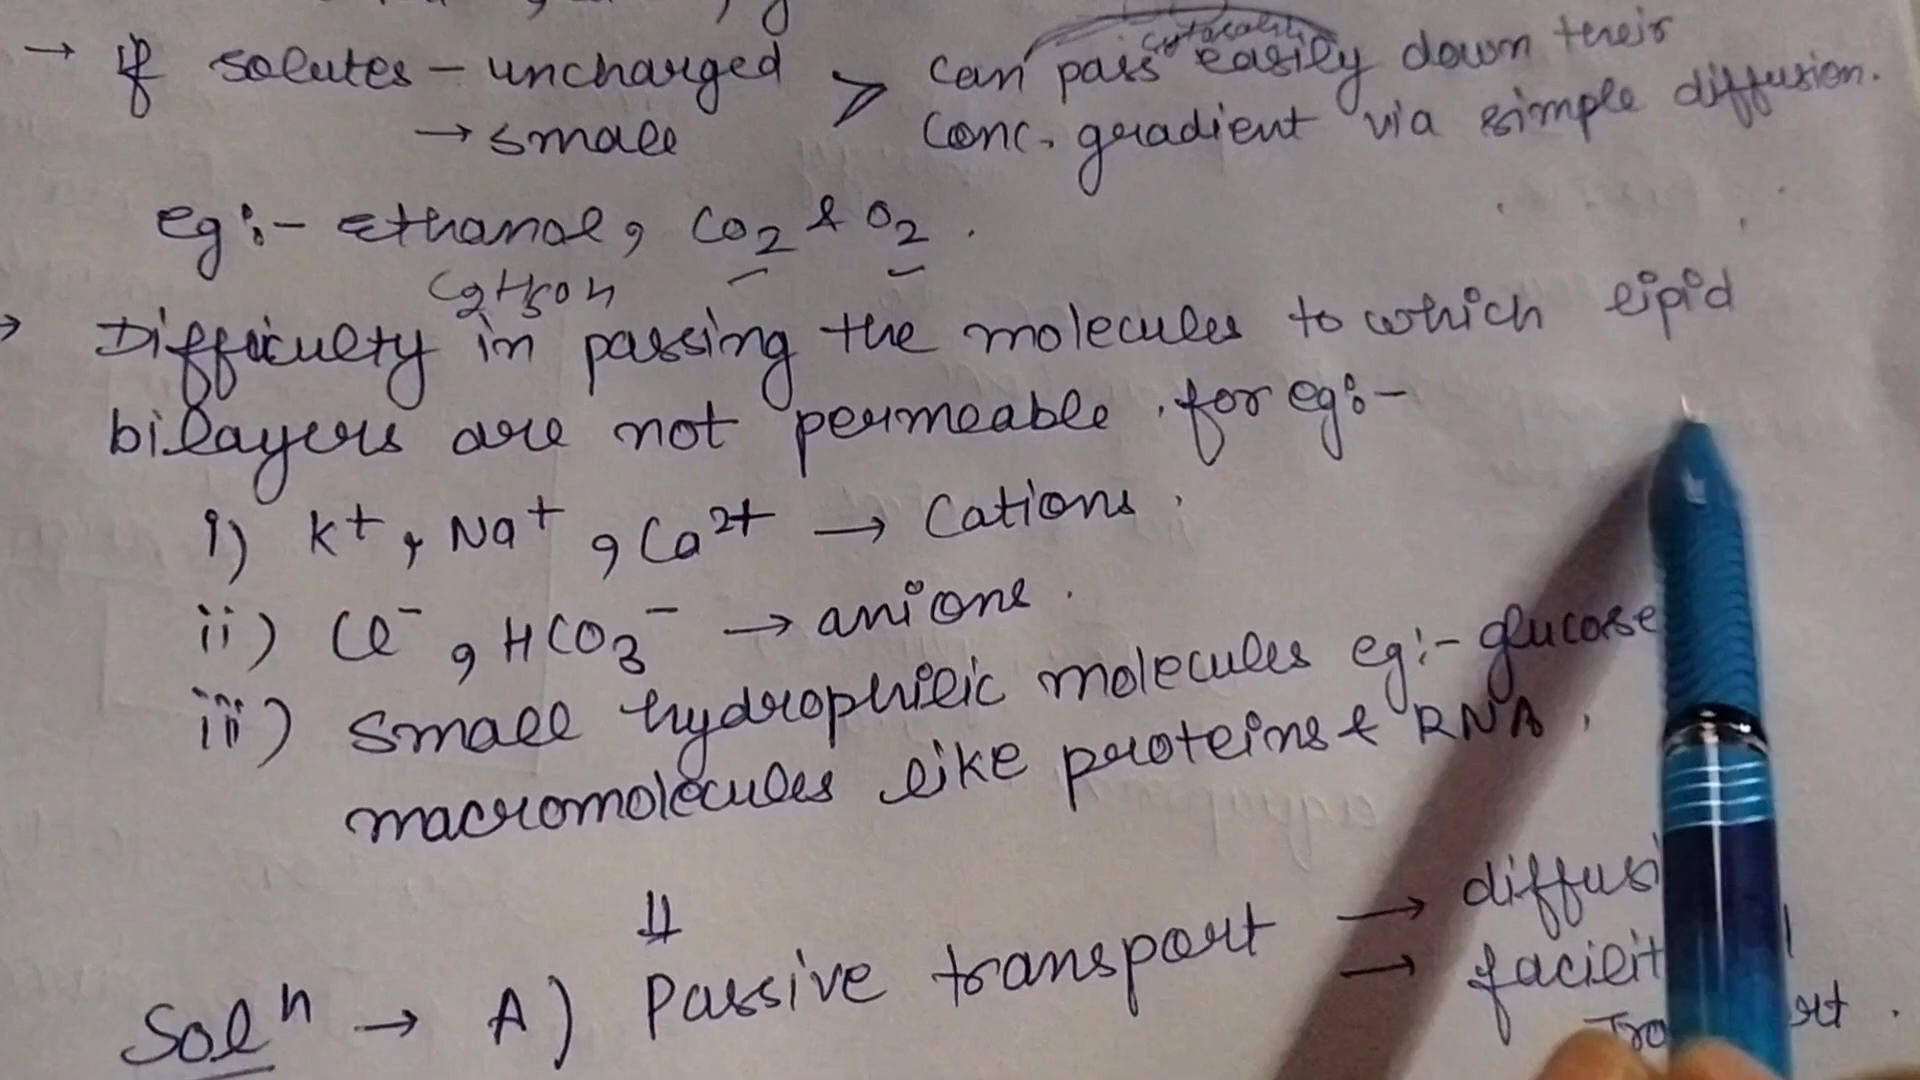 → if solutes - uncharged > can pass easily down their
→ small conc. gradient via simple diffusion.
eg:- Ethanol, CO2 & O2.
C2H5OH
→ Difficulty in passing the molecules to which lipid
bilayers are not permeable. for eg:-
i) K+, Na+, Ca2+ → Cations.
ii) Cl-, HCO3- → anions.
iii) small hydrophilic molecules eg:- glucose
macromolecules like proteins & RNA.
⇓
Soln → A) Passive transport → diffusi
→ facilit